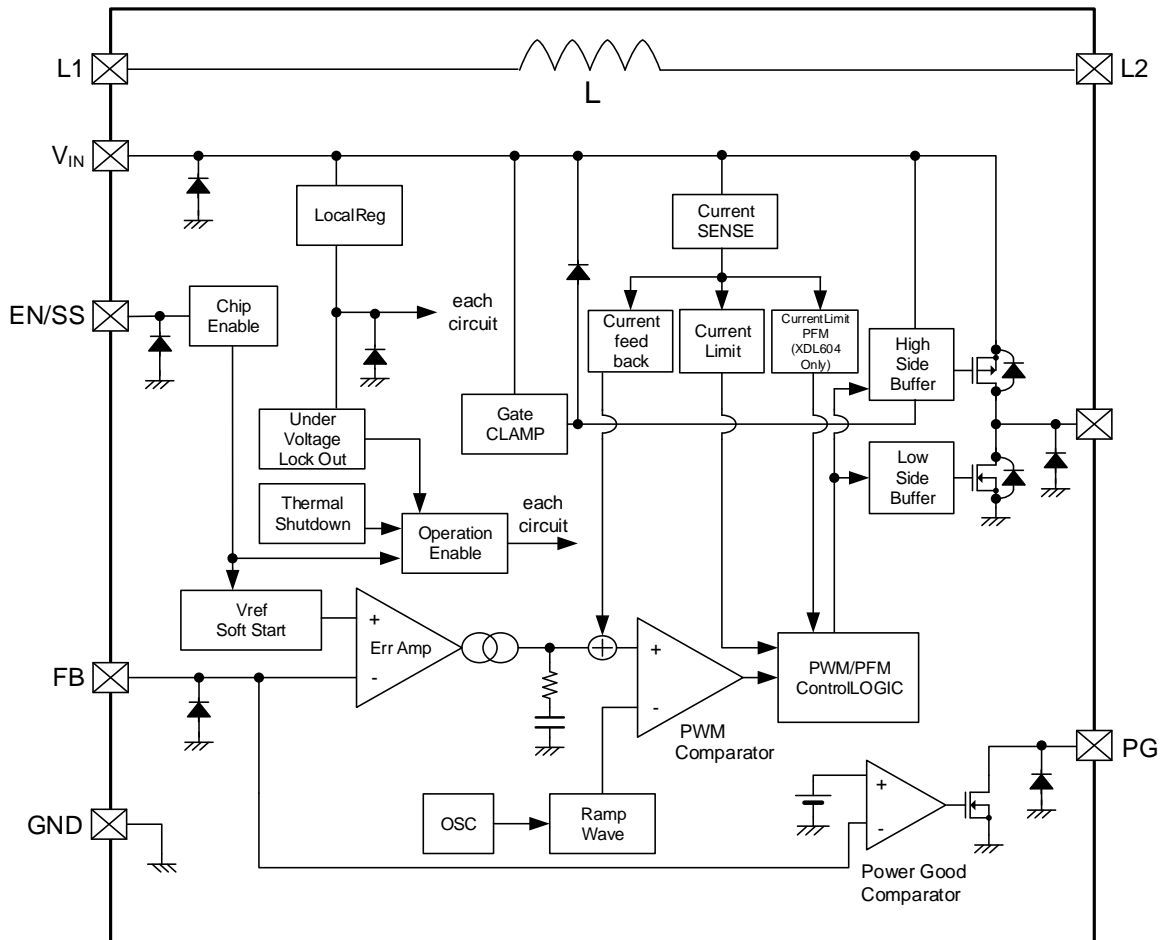 L1
L
L2
VIN
LocalReg
Current
SENSE
EN/SS
Chip
Enable
each
circuit
Current
feed
back
Current
Limit
CurrentLimit
PFM
(XDL604
Only)
High
Side
Buffer
Under
Voltage
Lock Out
Gate
CLAMP
Low
Side
Buffer
Thermal
Shutdown
Operation
Enable
each
circuit
Vref
Soft Start
+
Err Amp
-
+
-
PWM
Comparator
PWM/PFM
ControlLOGIC
FB
PG
GND
OSC
Ramp
Wave
+
-
Power Good
Comparator